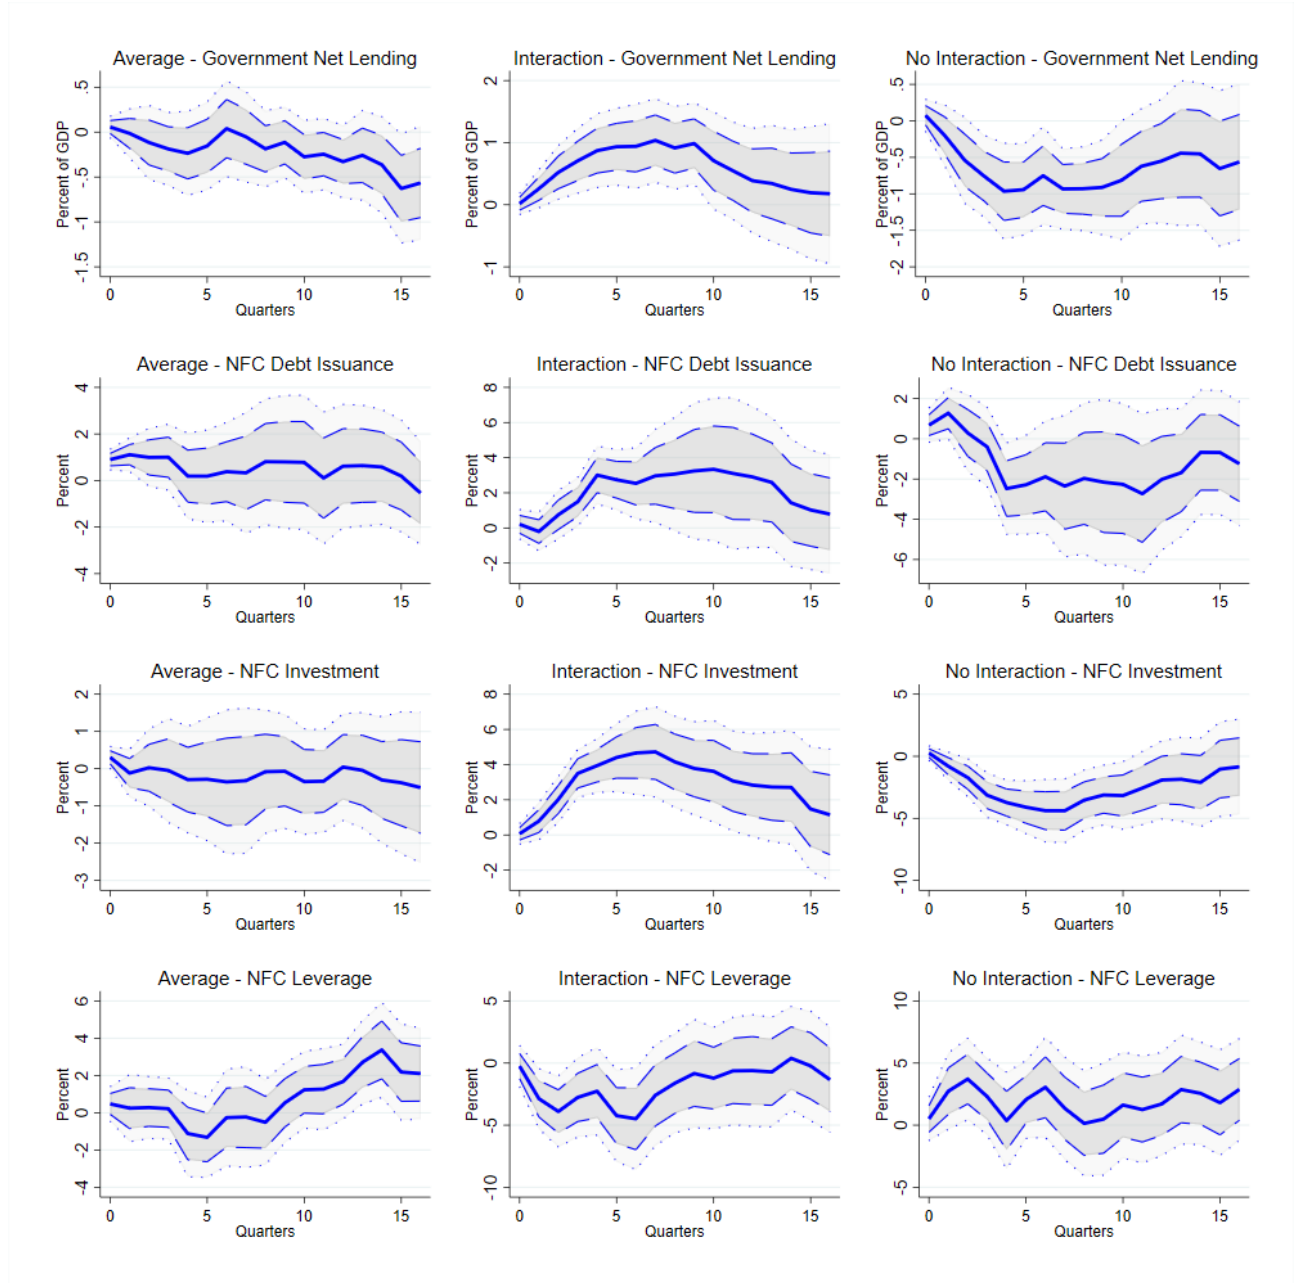 Average - Government Net Lending
Percent of GDP
.5
0
-.5
-1
-1.5
0 5 10 15
Quarters
Interaction - Government Net Lending
Percent of GDP
2
1
0
-1
0 5 10 15
Quarters
No Interaction - Government Net Lending
Percent of GDP
.5
0
-.5
-1
-1.5
-2
0 5 10 15
Quarters
Average - NFC Debt Issuance
Percent
4
2
0
-2
-4
0 5 10 15
Quarters
Interaction - NFC Debt Issuance
Percent
8
6
4
2
0
-2
0 5 10 15
Quarters
No Interaction - NFC Debt Issuance
Percent
2
0
-2
-4
-6
0 5 10 15
Quarters
Average - NFC Investment
Percent
2
1
0
-1
-2
-3
0 5 10 15
Quarters
Interaction - NFC Investment
Percent
8
6
4
2
0
-2
0 5 10 15
Quarters
No Interaction - NFC Investment
Percent
5
0
-5
-10
0 5 10 15
Quarters
Average - NFC Leverage
Percent
6
4
2
0
-2
-4
0 5 10 15
Quarters
Interaction - NFC Leverage
Percent
5
0
-5
-10
0 5 10 15
Quarters
No Interaction - NFC Leverage
Percent
10
5
0
-5
0 5 10 15
Quarters